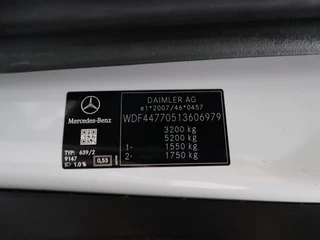 DAIMLER AG
e1*2007/46*0457
WDF44770513606979
Mercedes-Benz
3200 kg
5200 kg
1- 1550 kg
2- 1750 kg
TYP: 639/2
9147
1,0% 0,53